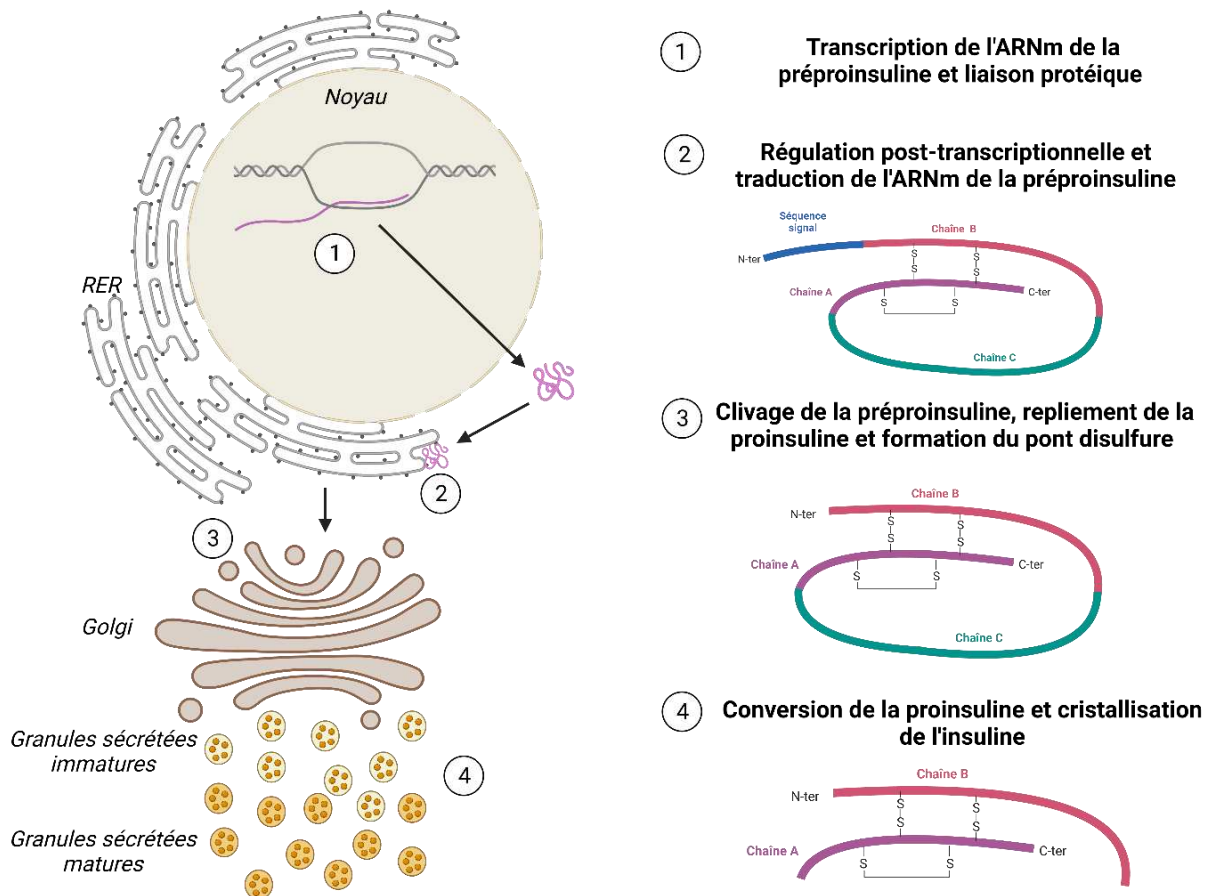 Noyau
1
RER
2
3
Golgi
Granules sécrétées
immatures
4
Granules sécrétées
matures
1
Transcription de l'ARNm de la
préproinsuline et liaison protéique
2
Régulation post-transcriptionnelle et
traduction de l'ARNm de la préproinsuline
Séquence
signal
Chaîne B
N-ter
S
S
S
S
Chaîne A
C-ter
S
S
Chaîne C
3
Clivage de la préproinsuline, repliement de la
proinsuline et formation du pont disulfure
Chaîne B
N-ter
S
S
S
S
Chaîne A
C-ter
S
S
Chaîne C
4
Conversion de la proinsuline et cristallisation
de l'insuline
Chaîne B
N-ter
S
S
S
S
Chaîne A
C-ter
S
S